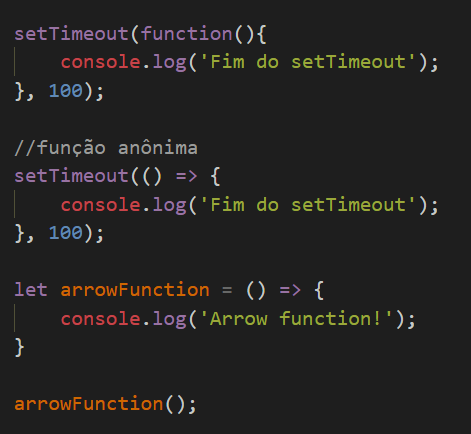 setTimeout(function(){
    console.log('Fim do setTimeout');
}, 100);

//função anônima
setTimeout(() => {
    console.log('Fim do setTimeout');
}, 100);

let arrowFunction = () => {
    console.log('Arrow function!');
}

arrowFunction();